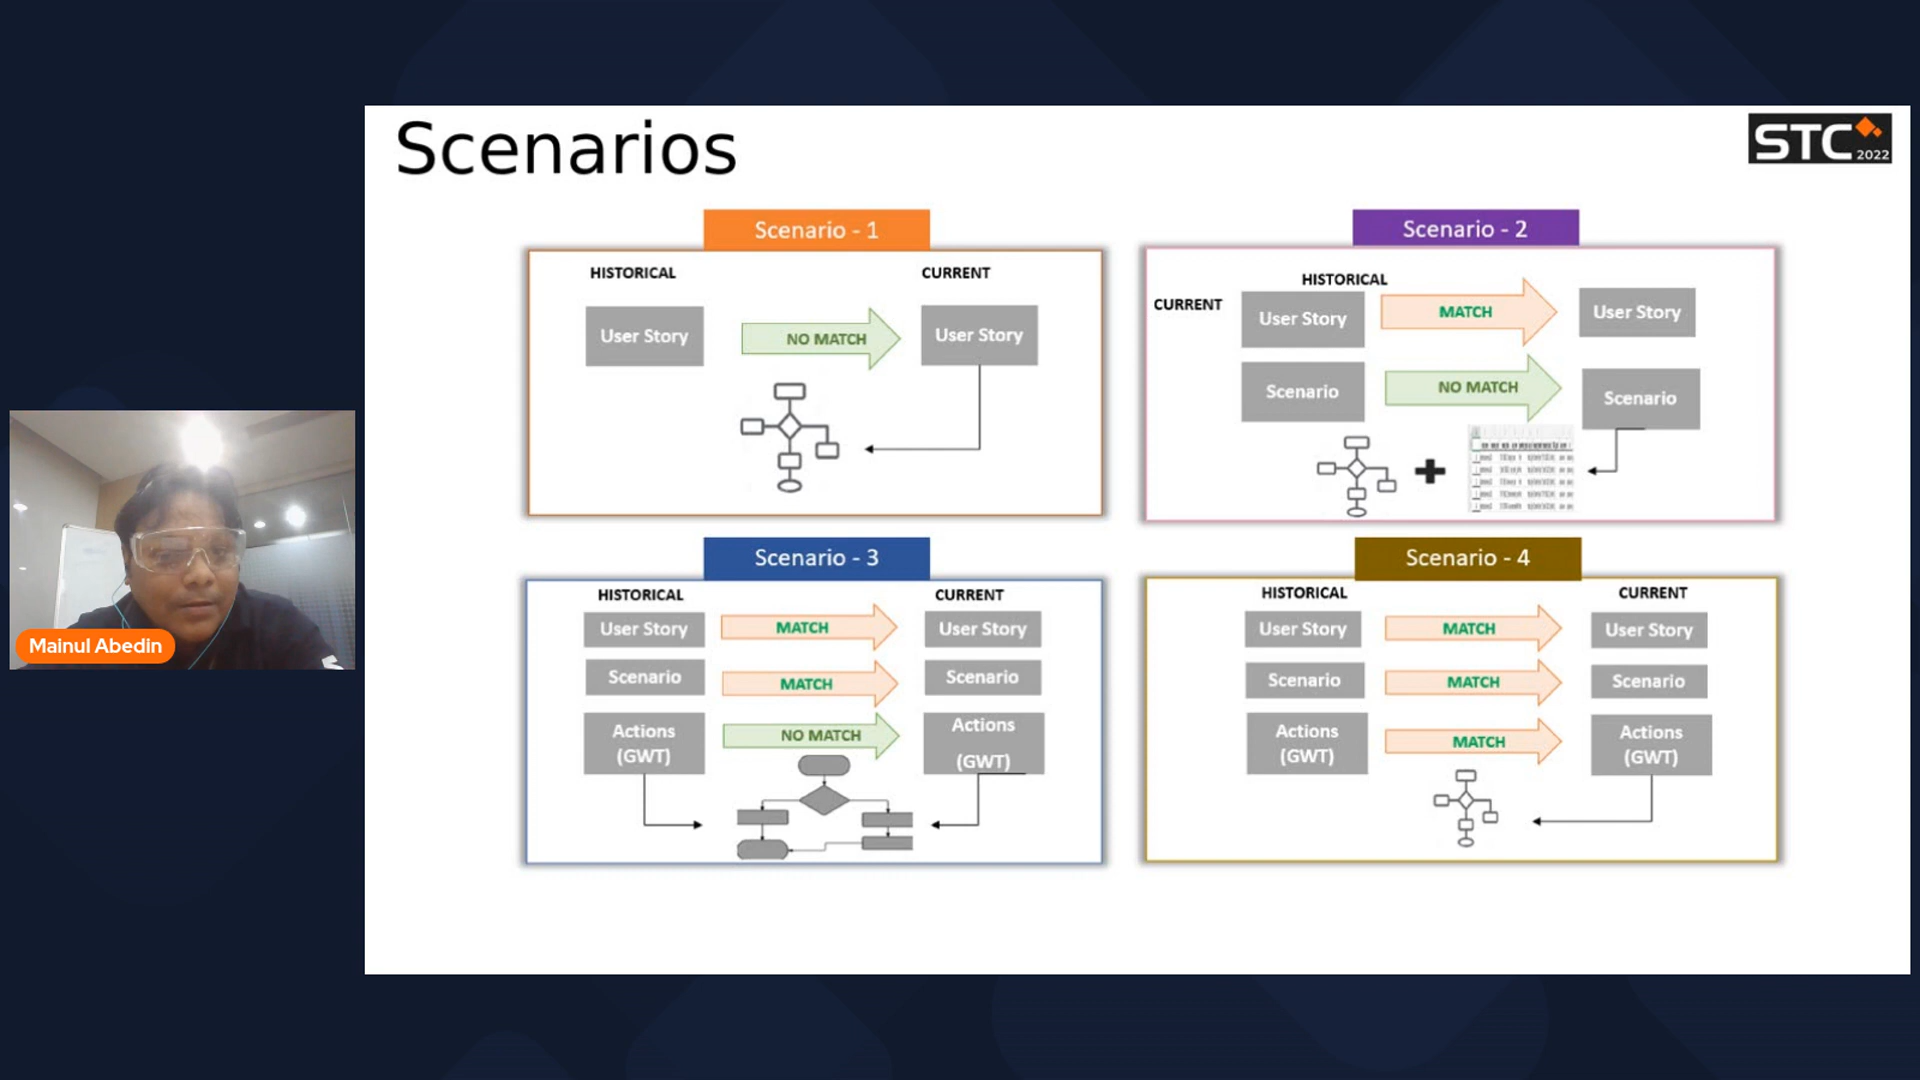 Scenarios
STC
2022
Scenario - 1
HISTORICAL
CURRENT
User Story
NO MATCH
User Story
Scenario - 2
HISTORICAL
CURRENT
User Story
MATCH
User Story
Scenario
NO MATCH
Scenario
Scenario - 3
HISTORICAL
CURRENT
User Story
MATCH
User Story
Scenario
MATCH
Scenario
Actions
(GWT)
NO MATCH
Actions
(GWT)
Scenario - 4
HISTORICAL
CURRENT
User Story
MATCH
User Story
Scenario
MATCH
Scenario
Actions
(GWT)
MATCH
Actions
(GWT)
Mainul Abedin